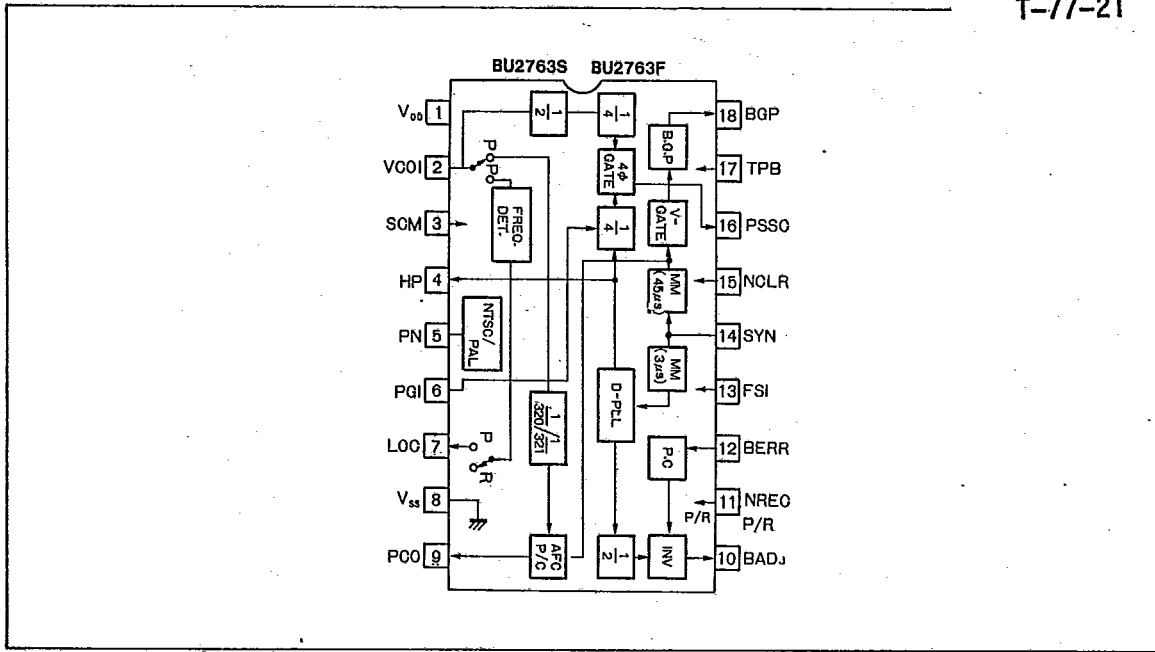 T-77-21
BU2763S BU2763F
VDD 1
VCOI 2
SCM 3
HP 4
PN 5
PGI 6
LOC 7
VSS 8
PCO 9
18 BGP
17 TPB
16 PSSC
15 NCLR
14 SYN
13 FSI
12 BERR
11 NREC
P/R
P/R
10 BADJ
1/2
1/4
B.G.P
P
P
4φ
GATE
FREQ-
DET-
1/4
V-
GATE
MM
(45μs)
NTSC/
PAL
MM
(3μs)
D-PLL
1/320/1/321
P
R
P.C
AFC
P/C
1/2
INV